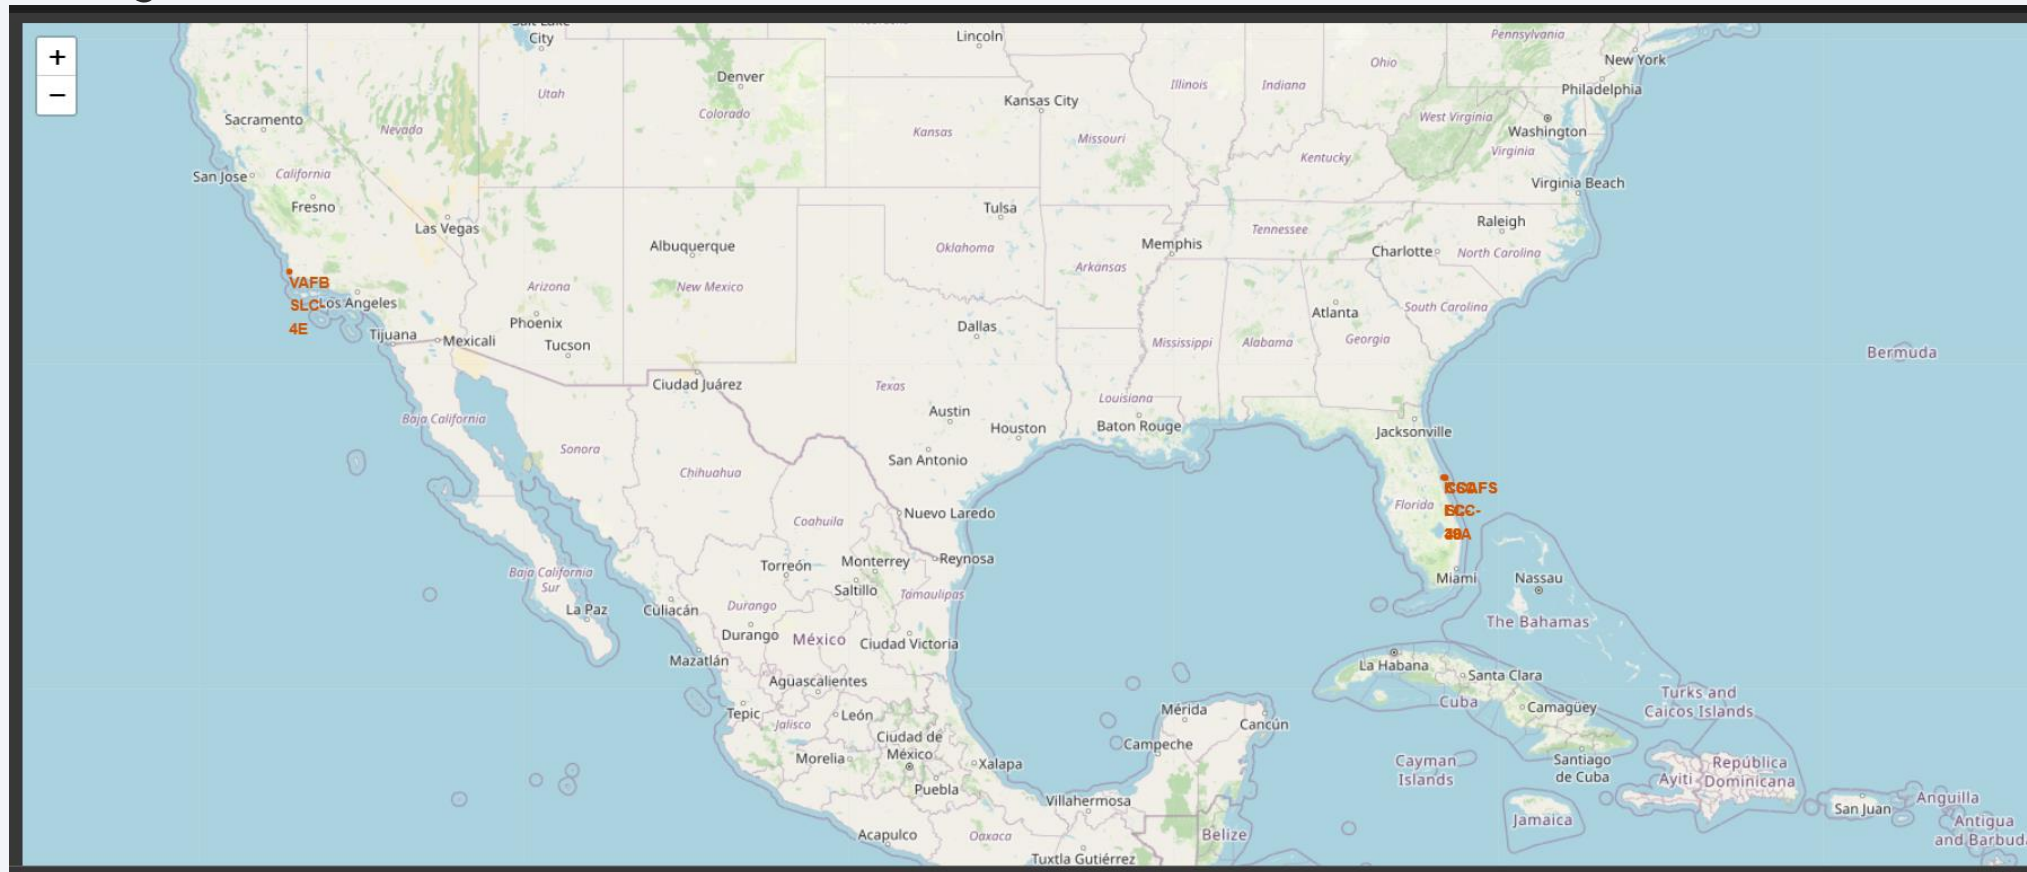 +
−
City
Lincoln
Pennsylvania
New York
Ohio
Denver
Utah
Illinois
Indiana
Philadelphia
Kansas City
Colorado
West Virginia
Sacramento
Nevada
Kansas
Missouri
Washington
Virginia
Kentucky
San Jose
California
Virginia Beach
Fresno
Tulsa
Raleigh
Las Vegas
Tennessee
Albuquerque
Oklahoma
Memphis
Charlotte
North Carolina
Arkansas
VAFB
SLC-
4E
Arizona
New Mexico
Los Angeles
South Carolina
Atlanta
Phoenix
Dallas
Tijuana
Mexicali
Tucson
Mississippi
Alabama
Georgia
Bermuda
Ciudad Juárez
Texas
Louisiana
Austin
Baja California
Houston
Baton Rouge
Jacksonville
Sonora
San Antonio
Chihuahua
Florida
Nuevo Laredo
Coahuila
Torreón
Monterrey
Reynosa
Baja California
Sur
Miami
Nassau
Saltillo
Tamaulipas
La Paz
Culiacán
Durango
The Bahamas
Durango
México
Ciudad Victoria
Mazatlán
La Habana
Santa Clara
Aguascalientes
Turks and
Caicos Islands
Cuba
Camagüey
Tepic
León
Mérida
Cancún
Jalisco
Ciudad de
México
Campeche
Morelia
Xalapa
Cayman
Islands
Santiago
de Cuba
Ayiti
República
Dominicana
Puebla
Villahermosa
San Juan
Anguilla
Jamaica
Antigua
and Barbuda
Acapulco
Oaxaca
Belize
Tuxtla Gutiérrez